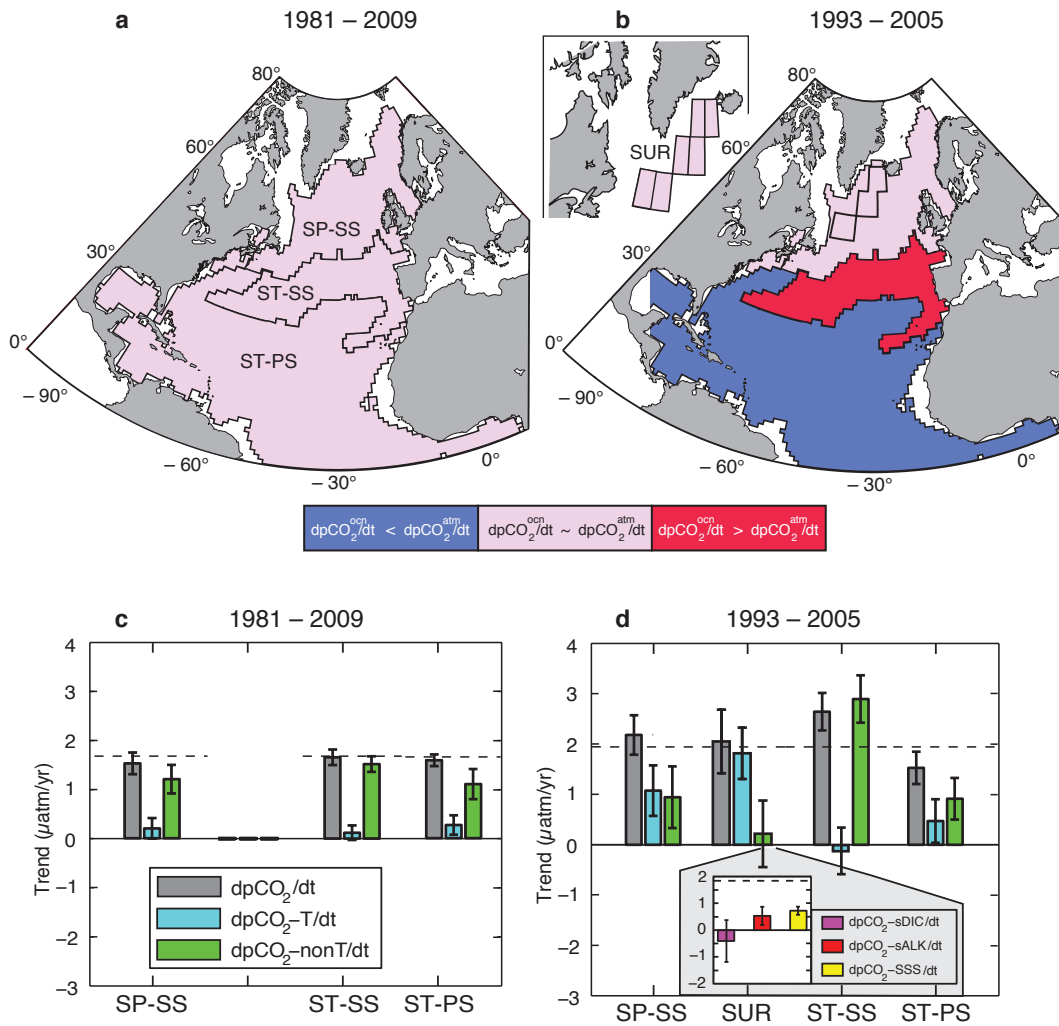 a 1981 – 2009
80°
60°
30°
0°
– 90°
– 60°
– 30°
0°
SP-SS
ST-SS
ST-PS
b 1993 – 2005
SUR
80°
60°
30°
0°
– 90°
– 60°
– 30°
0°
dpCO₂ᵒᶜⁿ/dt < dpCO₂ᵃᵗᵐ/dt
dpCO₂ᵒᶜⁿ/dt ~ dpCO₂ᵃᵗᵐ/dt
dpCO₂ᵒᶜⁿ/dt > dpCO₂ᵃᵗᵐ/dt
c 1981 – 2009
Trend (µatm/yr)
4
3
2
1
0
−1
−2
−3
dpCO₂/dt
dpCO₂–T/dt
dpCO₂–nonT/dt
SP-SS
ST-SS
ST-PS
d 1993 – 2005
Trend (µatm/yr)
4
3
2
1
0
−1
−2
−3
2
1
0
−1
−2
dpCO₂–sDIC/dt
dpCO₂–sALK/dt
dpCO₂–SSS/dt
SP-SS
SUR
ST-SS
ST-PS